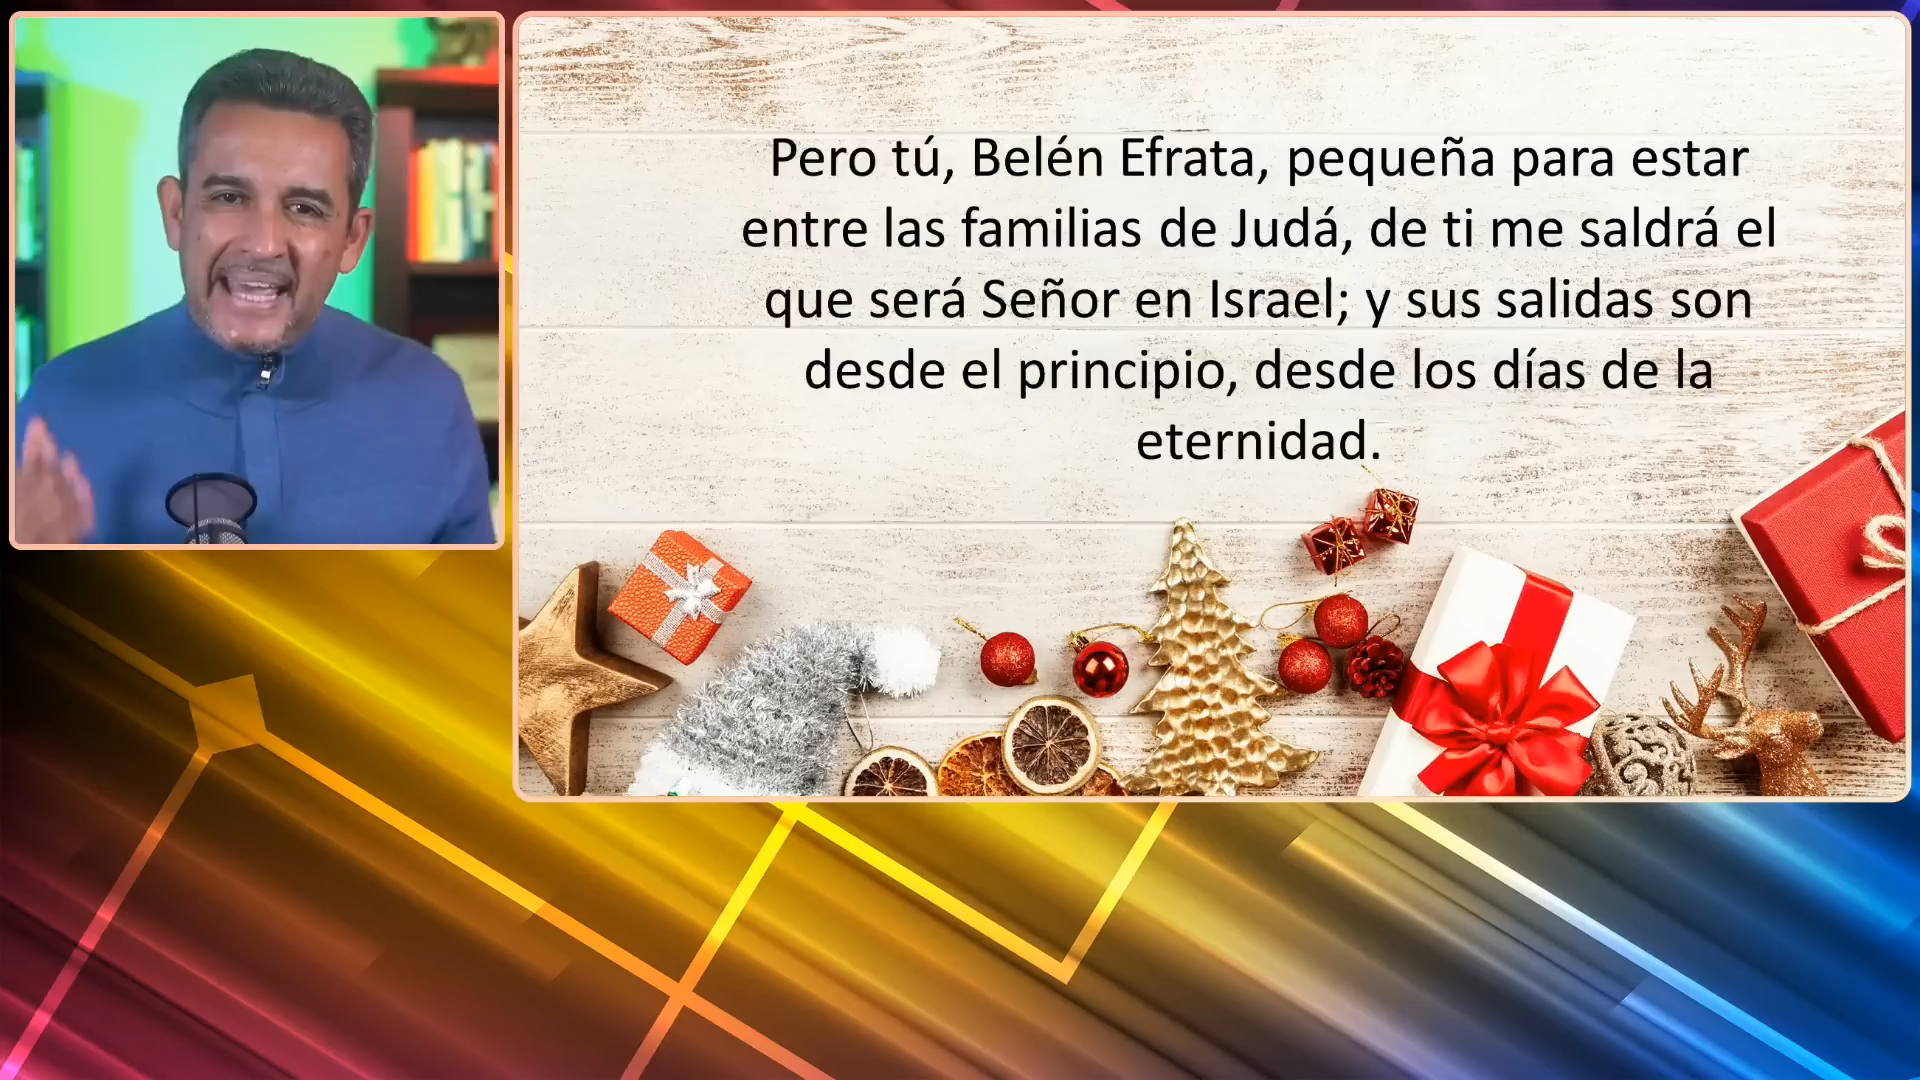 Pero tú, Belén Efrata, pequeña para estar
entre las familias de Judá, de ti me saldrá el
que será Señor en Israel; y sus salidas son
desde el principio, desde los días de la
eternidad.